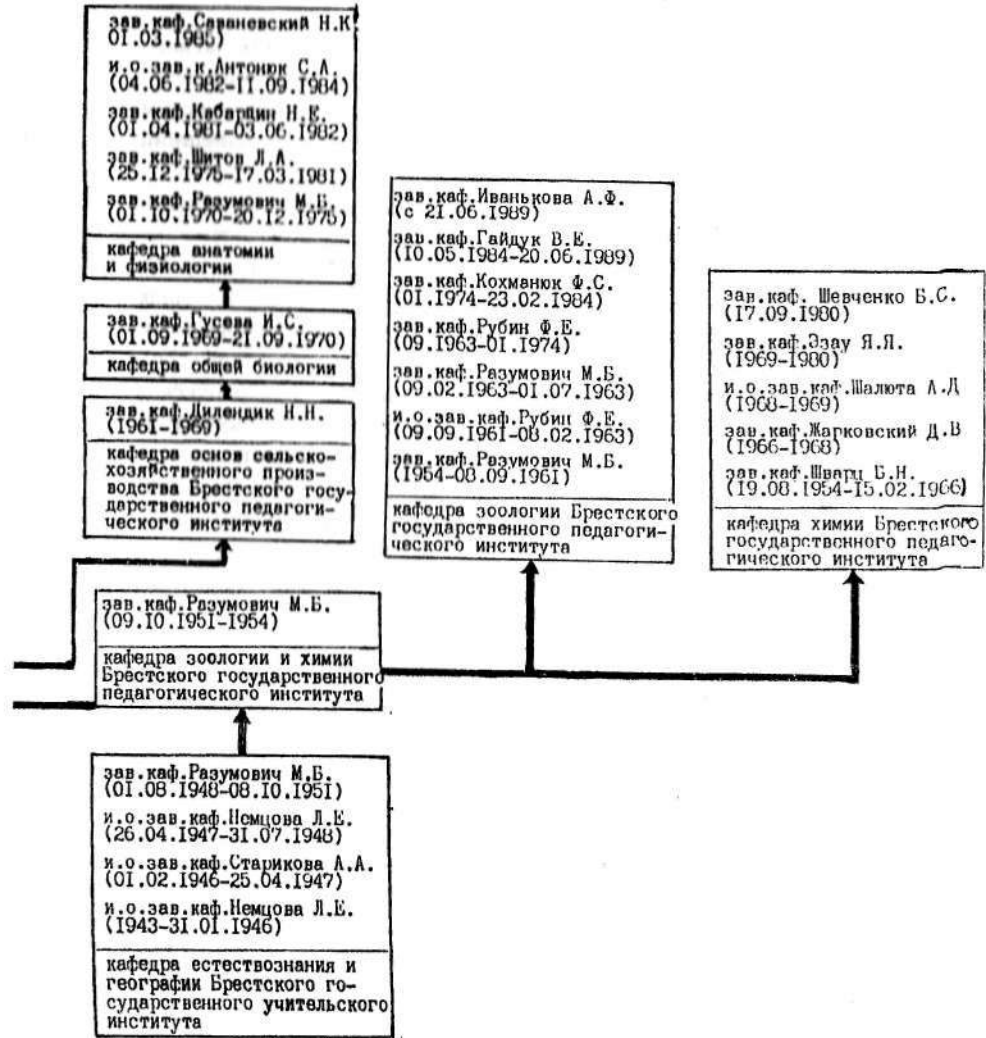 зав.каф.Саваневский Н.К
01.03.1985)
и.о.зав.к.Антонюк С.А.
(04.06.1982-11.09.1984)
зав.каф.Кабарцин Н.Е.
(01.04.1981-03.06.1982)
зав.каф.Шитов Л.А.
(25.12.1975-17.03.1981)
зав.каф.Разумович М.Б.
(01.10.1970-20.12.1975)
кафедра анатомии
и физиологии
зав.каф.Гусева И.С.
(01.09.1969-21.09.1970)
кафедра общей биологии
зав.каф.Дилендик Н.Н.
(1961-1969)
кафедра основ сельско-
хозяйственного произ-
водства Брестского госу-
дарственного педагоги-
ческого института
зав.каф.Иванькова А.Ф.
(с 21.06.1989)
зав.каф.Гайдук В.Е.
(10.05.1984-20.06.1989)
зав.каф.Кохманюк Ф.С.
(01.1974-23.02.1984)
зав.каф.Рубин Ф.Е.
(09.1963-01.1974)
зав.каф.Разумович М.Б.
(09.02.1963-01.07.1963)
и.о.зав.каф.Рубин Ф.Е.
(09.09.1961-08.02.1963)
зав.каф.Разумович М.Б.
(1954-08.09.1961)
кафедра зоологии Брестского
государственного педагоги-
ческого института
зав.каф. Шевченко Б.С.
(17.09.1980)
зав.каф.Эзау Я.Я.
(1969-1980)
и.о.зав.каф.Шалюта А.Д
(1968-1969)
зав.каф.Жарковский Д.В
(1966-1968)
зав.каф.Шварц Б.Н.
(19.08.1954-15.02.1966)
кафедра химии Брестского
государственного педаго-
гического института
зав.каф.Разумович М.Б.
(09.10.1951-1954)
кафедра зоологии и химии
Брестского государственного
педагогического института
зав.каф.Разумович М.Б.
(01.08.1948-08.10.1951)
и.о.зав.каф.Немцова Л.Е.
(26.04.1947-31.07.1948)
и.о.зав.каф.Старикова А.А.
(01.02.1946-25.04.1947)
и.о.зав.каф.Немцова Л.Е.
(1943-31.01.1946)
кафедра естествознания и
географии Брестского го-
сударственного учительского
института